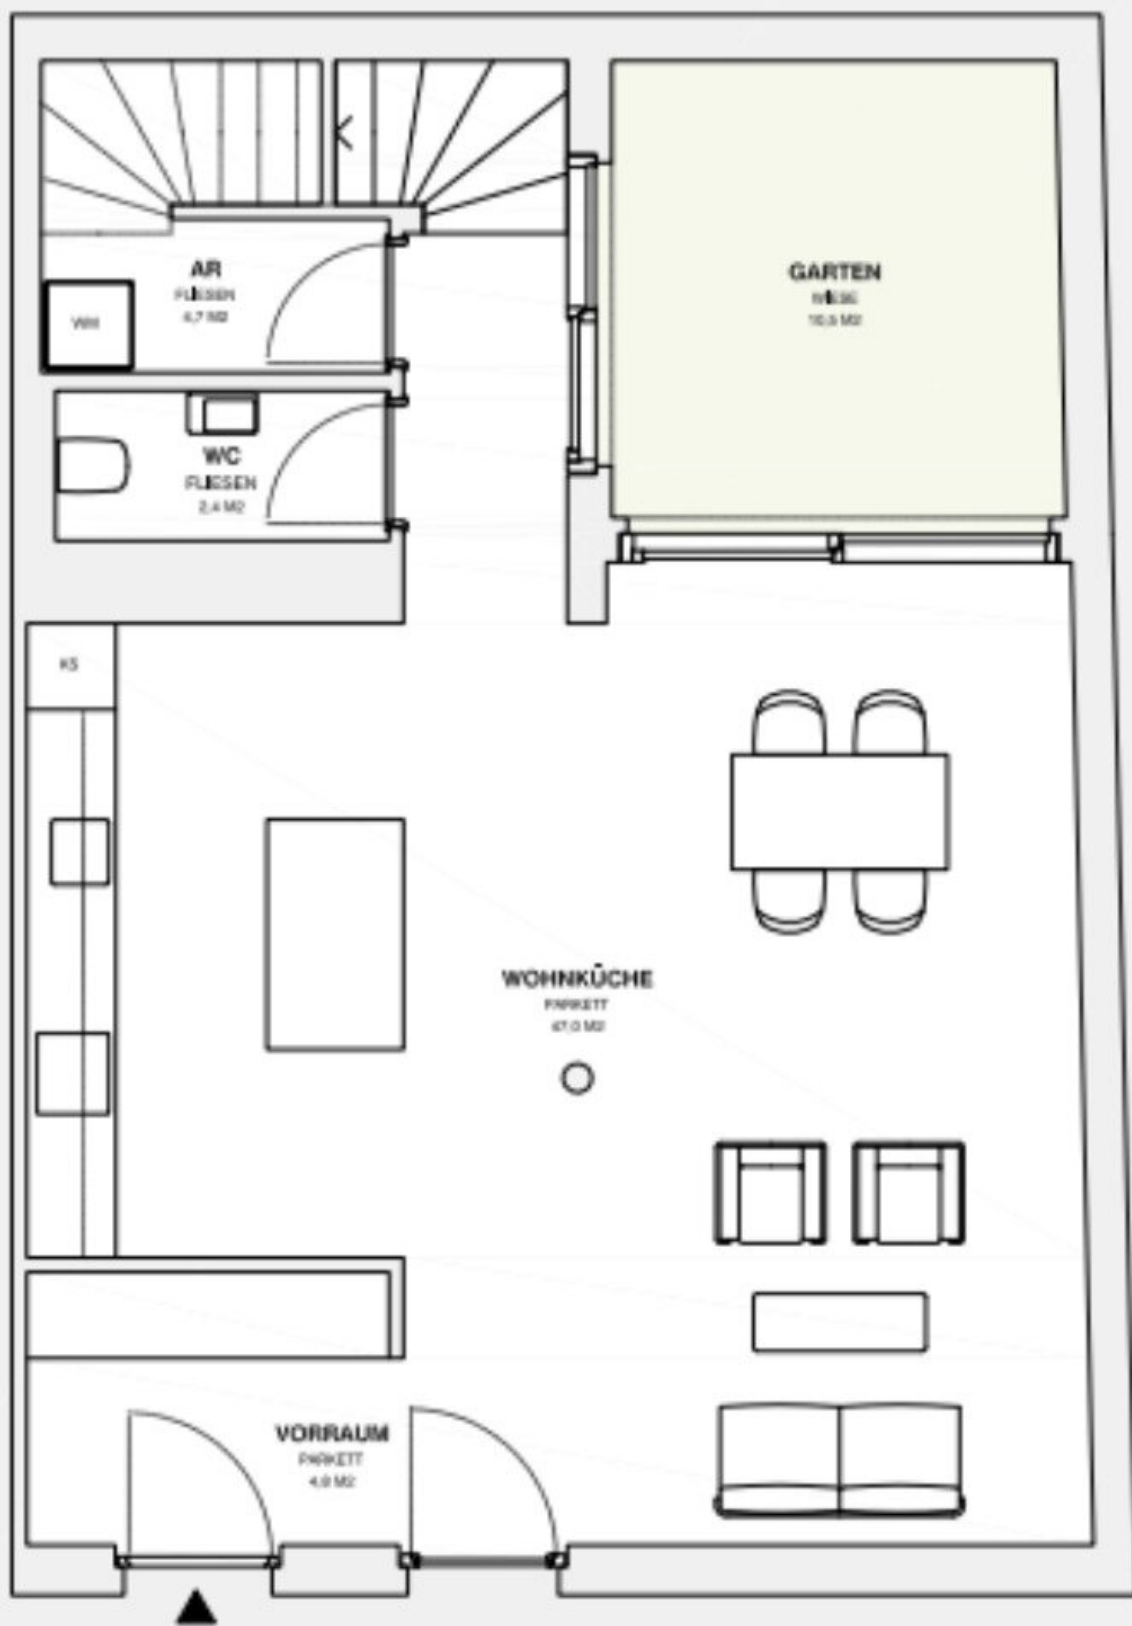 AR
FLIESEN
4,7 M2
GARTEN
WIESE
10,5 M2
WM
WC
FLIESEN
2,4 M2
KS
WOHNKÜCHE
PARKETT
47,0 M2
VORRAUM
PARKETT
4,8 M2